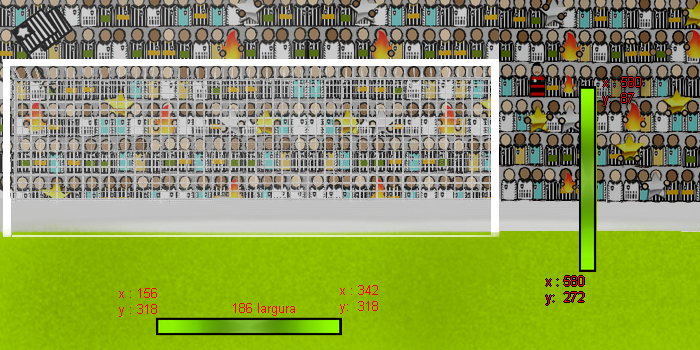 x : 580
y : 87
x : 580
y: 272
x : 156
y : 318
186 largura
x : 342
y: 318